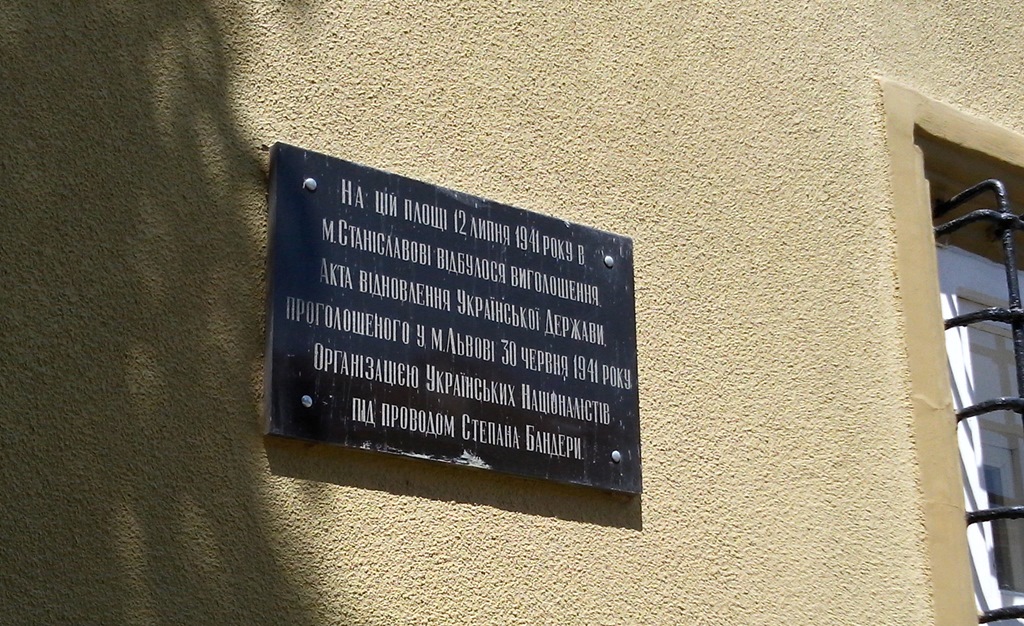 На цій площі 12 липня 1941 року в
м.Станіславові відбулося виголошення
Акта відновлення Української Держави,
проголошеного у м.Львові 30 червня 1941 року
Організацією Українських Націоналістів
під проводом Степана Бандери.